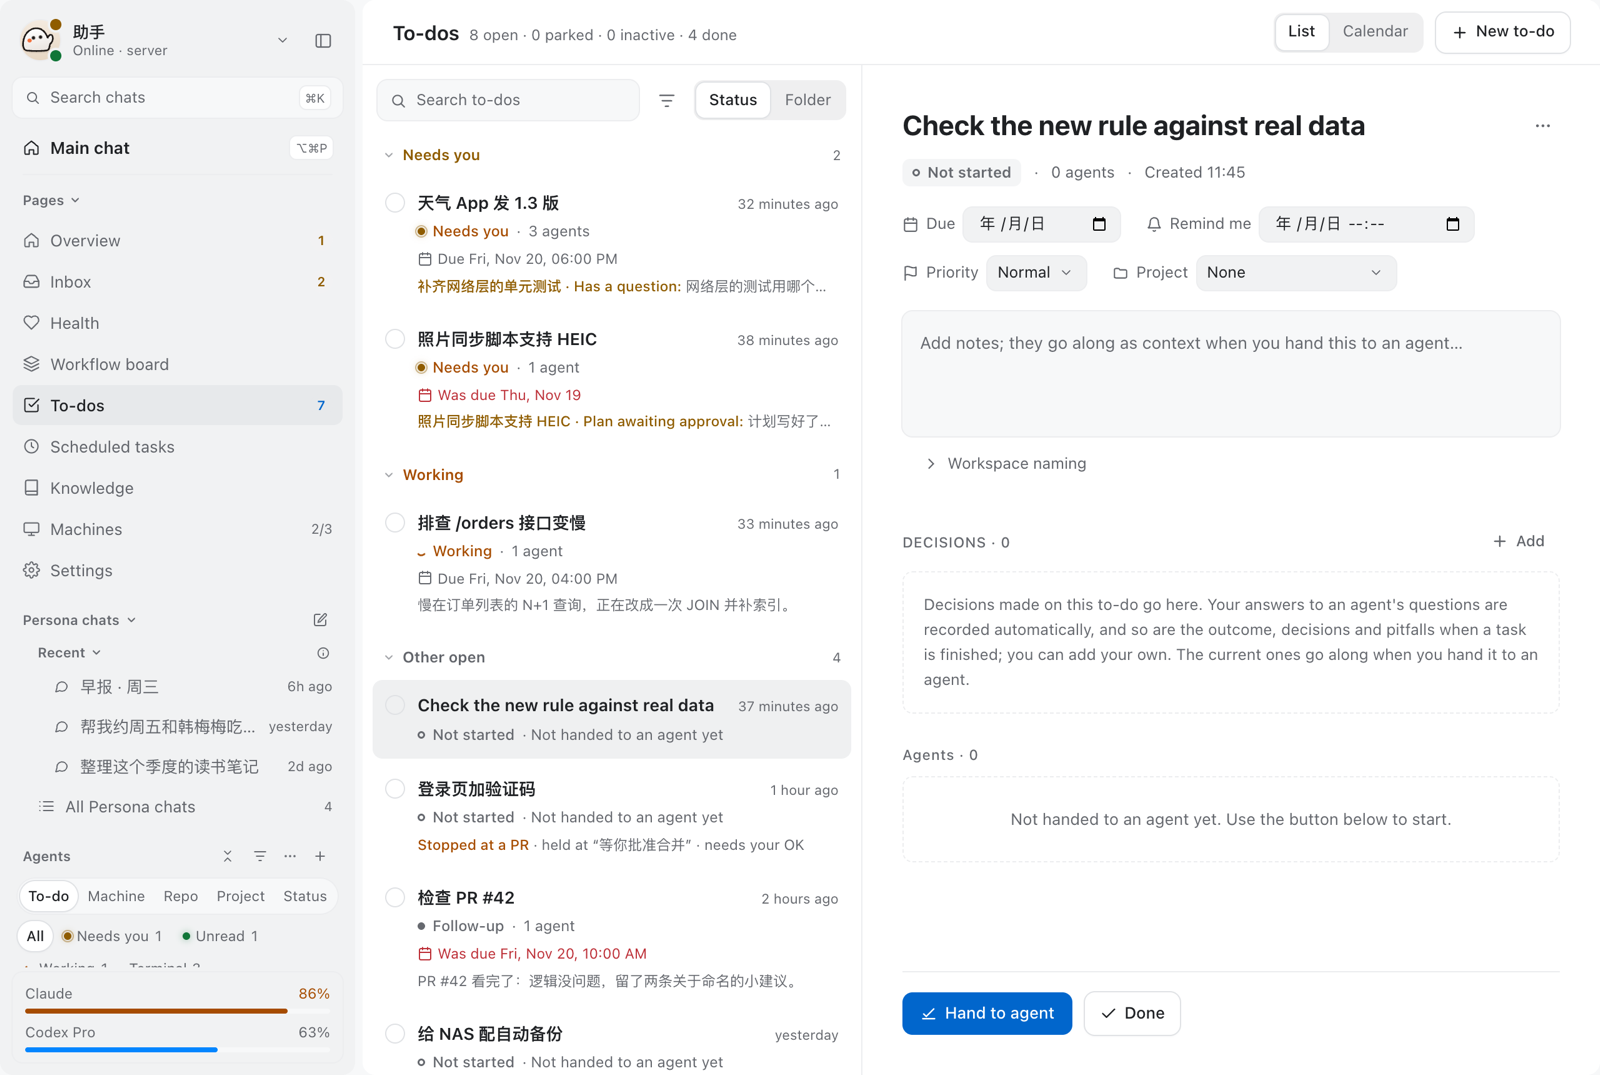 助手
Online · server
Search chats
⌘K
Main chat
⌥⌘P
Pages
Overview
1
Inbox
2
Health
Workflow board
To-dos
7
Scheduled tasks
Knowledge
Machines
2/3
Settings
Persona chats
Recent
早报 · 周三
6h ago
帮我约周五和韩梅梅吃…
yesterday
整理这个季度的读书笔记
2d ago
All Persona chats
4
Agents
To-do
Machine
Repo
Project
Status
All
Needs you 1
Unread 1
Working 1
Terminal 3
Claude
86%
Codex Pro
63%
To-dos
8 open · 0 parked · 0 inactive · 4 done
List
Calendar
New to-do
Search to-dos
Status
Folder
Needs you
2
天气 App 发 1.3 版
32 minutes ago
Needs you · 3 agents
Due Fri, Nov 20, 06:00 PM
补齐网络层的单元测试 · Has a question: 网络层的测试用哪个…
照片同步脚本支持 HEIC
38 minutes ago
Needs you · 1 agent
Was due Thu, Nov 19
照片同步脚本支持 HEIC · Plan awaiting approval: 计划写好了…
Working
1
排查 /orders 接口变慢
33 minutes ago
Working · 1 agent
Due Fri, Nov 20, 04:00 PM
慢在订单列表的 N+1 查询，正在改成一次 JOIN 并补索引。
Other open
4
Check the new rule against real data
37 minutes ago
Not started · Not handed to an agent yet
登录页加验证码
1 hour ago
Not started · Not handed to an agent yet
Stopped at a PR · held at “等你批准合并” · needs your OK
检查 PR #42
2 hours ago
Follow-up · 1 agent
Was due Fri, Nov 20, 10:00 AM
PR #42 看完了：逻辑没问题，留了两条关于命名的小建议。
给 NAS 配自动备份
yesterday
Not started · Not handed to an agent yet
Check the new rule against real data
Not started · 0 agents · Created 11:45
Due
年 /月/日
Remind me
年 /月/日 --:--
Priority
Normal
Project
None
Add notes; they go along as context when you hand this to an agent...
Workspace naming
DECISIONS · 0
Add
Decisions made on this to-do go here. Your answers to an agent's questions are
recorded automatically, and so are the outcome, decisions and pitfalls when a task
is finished; you can add your own. The current ones go along when you hand it to an
agent.
Agents · 0
Not handed to an agent yet. Use the button below to start.
Hand to agent
Done